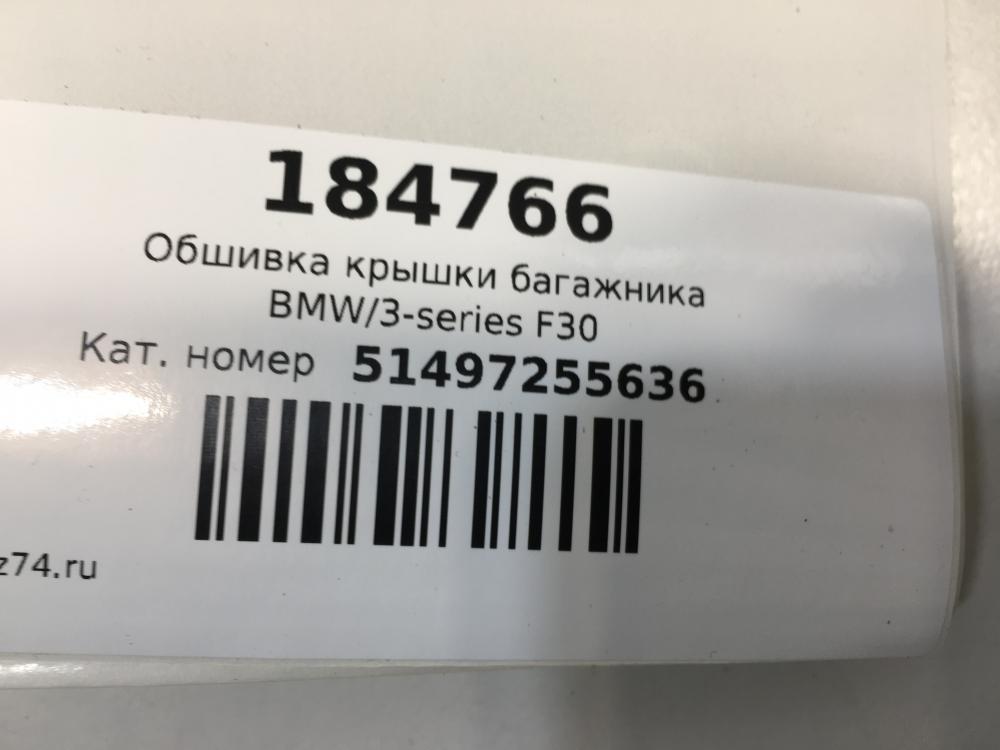 184766
Обшивка крышки багажника
BMW/3-series F30
Кат. номер 51497255636
z74.ru